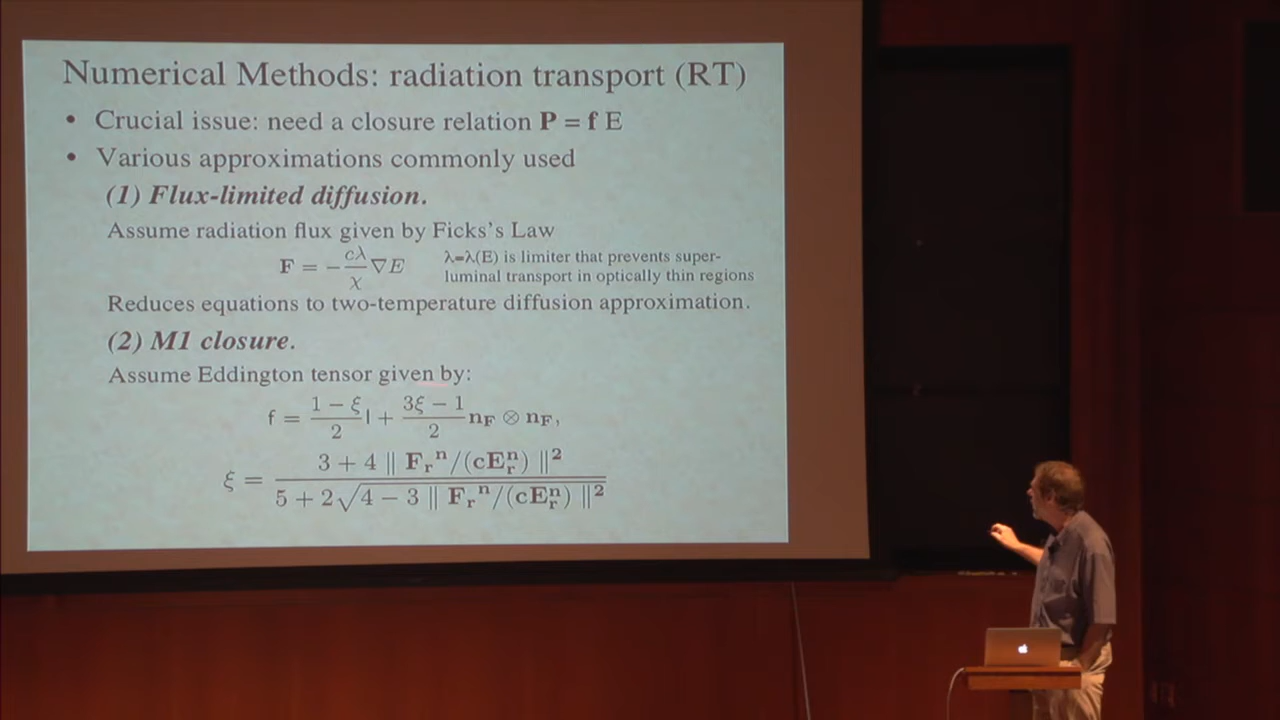 Numerical Methods: radiation transport (RT)
• Crucial issue: need a closure relation P = f E
• Various approximations commonly used
(1) Flux-limited diffusion.
Assume radiation flux given by Ficks's Law
F = −cλ/χ ∇E
λ=λ(E) is limiter that prevents super-
luminal transport in optically thin regions
Reduces equations to two-temperature diffusion approximation.
(2) M1 closure.
Assume Eddington tensor given by:
f = (1 − ξ)/2 I + (3ξ − 1)/2 n_F ⊗ n_F,
ξ = (3 + 4 ‖ F_r^n/(cE_r^n) ‖^2)/(5 + 2√(4 − 3 ‖ F_r^n/(cE_r^n) ‖^2))